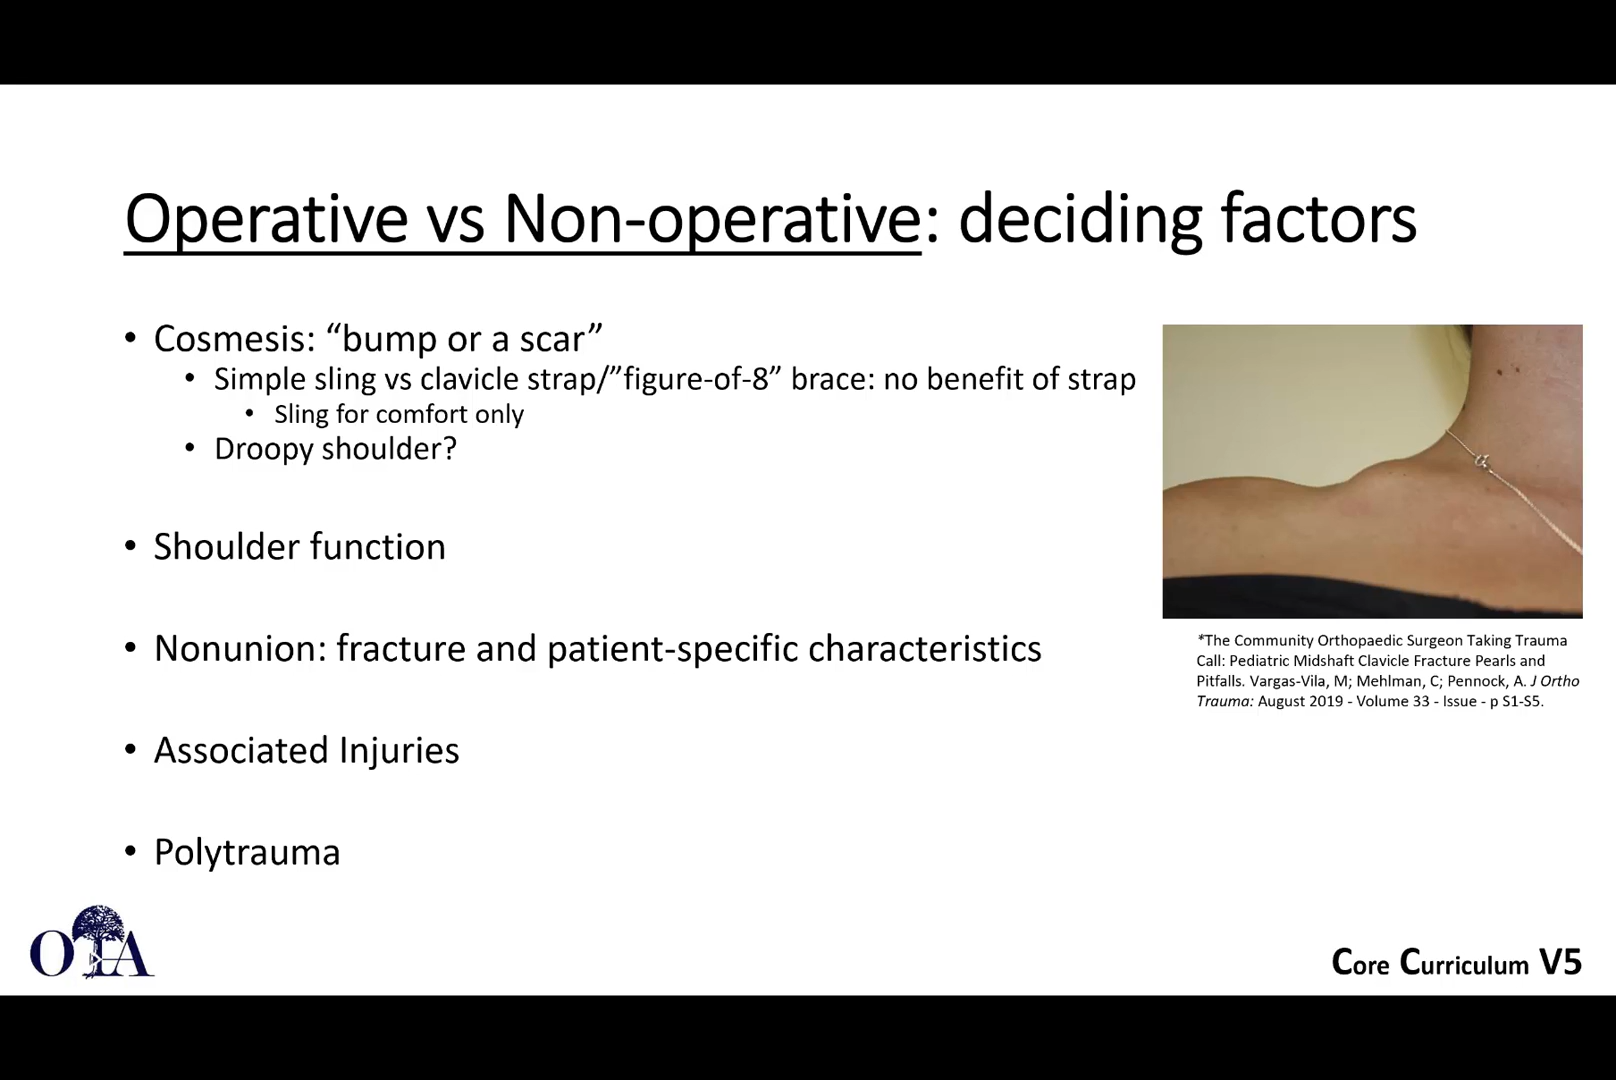 Operative vs Non-operative: deciding factors
• Cosmesis: “bump or a scar”
• Simple sling vs clavicle strap/”figure-of-8” brace: no benefit of strap
• Sling for comfort only
• Droopy shoulder?
• Shoulder function
• Nonunion: fracture and patient-specific characteristics
• Associated Injuries
• Polytrauma
*The Community Orthopaedic Surgeon Taking Trauma
Call: Pediatric Midshaft Clavicle Fracture Pearls and
Pitfalls. Vargas-Vila, M; Mehlman, C; Pennock, A. J Ortho
Trauma: August 2019 - Volume 33 - Issue - p S1-S5.
OTA
Core Curriculum V5